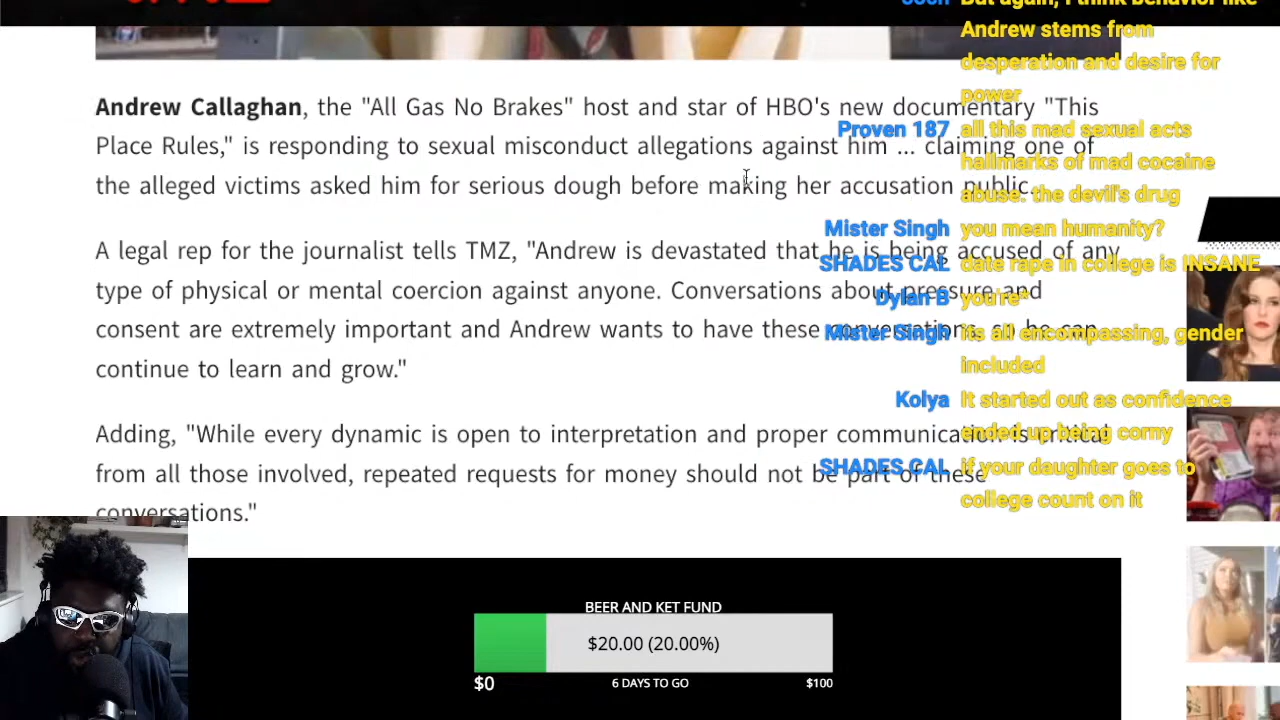 Andrew Callaghan, the "All Gas No Brakes" host and star of HBO's new documentary "This
Place Rules," is responding to sexual misconduct allegations against him ... claiming one of
the alleged victims asked him for serious dough before making her accusation public.
A legal rep for the journalist tells TMZ, "Andrew is devastated that he is being accused of any
type of physical or mental coercion against anyone. Conversations about pressure and
consent are extremely important and Andrew wants to have these conversations, so he can
continue to learn and grow."
Adding, "While every dynamic is open to interpretation and proper communication is critical
from all those involved, repeated requests for money should not be part of these
conversations."
Josh But again, I think behavior like
Andrew stems from
desperation and desire for
power
Proven 187 all this mad sexual acts
hallmarks of mad cocaine
abuse. the devil's drug
Mister Singh you mean humanity?
SHADES CAL date rape in college is INSANE
Dylan B you're*
Mister Singh its all encompassing, gender
included
Kolya It started out as confidence
ended up being corny
SHADES CAL if your daughter goes to
college count on it
BEER AND KET FUND
$20.00 (20.00%)
$0 6 DAYS TO GO $100